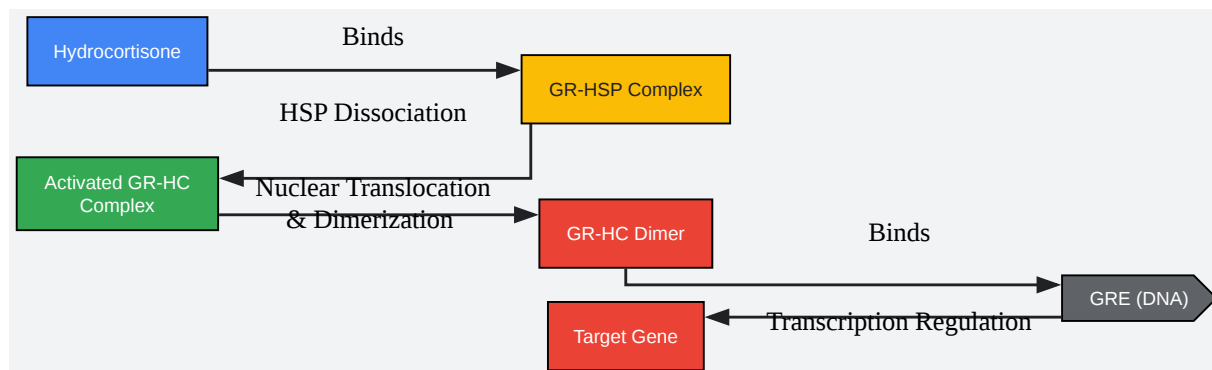 Hydrocortisone
Binds
GR-HSP Complex
HSP Dissociation
Activated GR-HC
Complex
Nuclear Translocation
& Dimerization
GR-HC Dimer
Binds
GRE (DNA)
Transcription Regulation
Target Gene